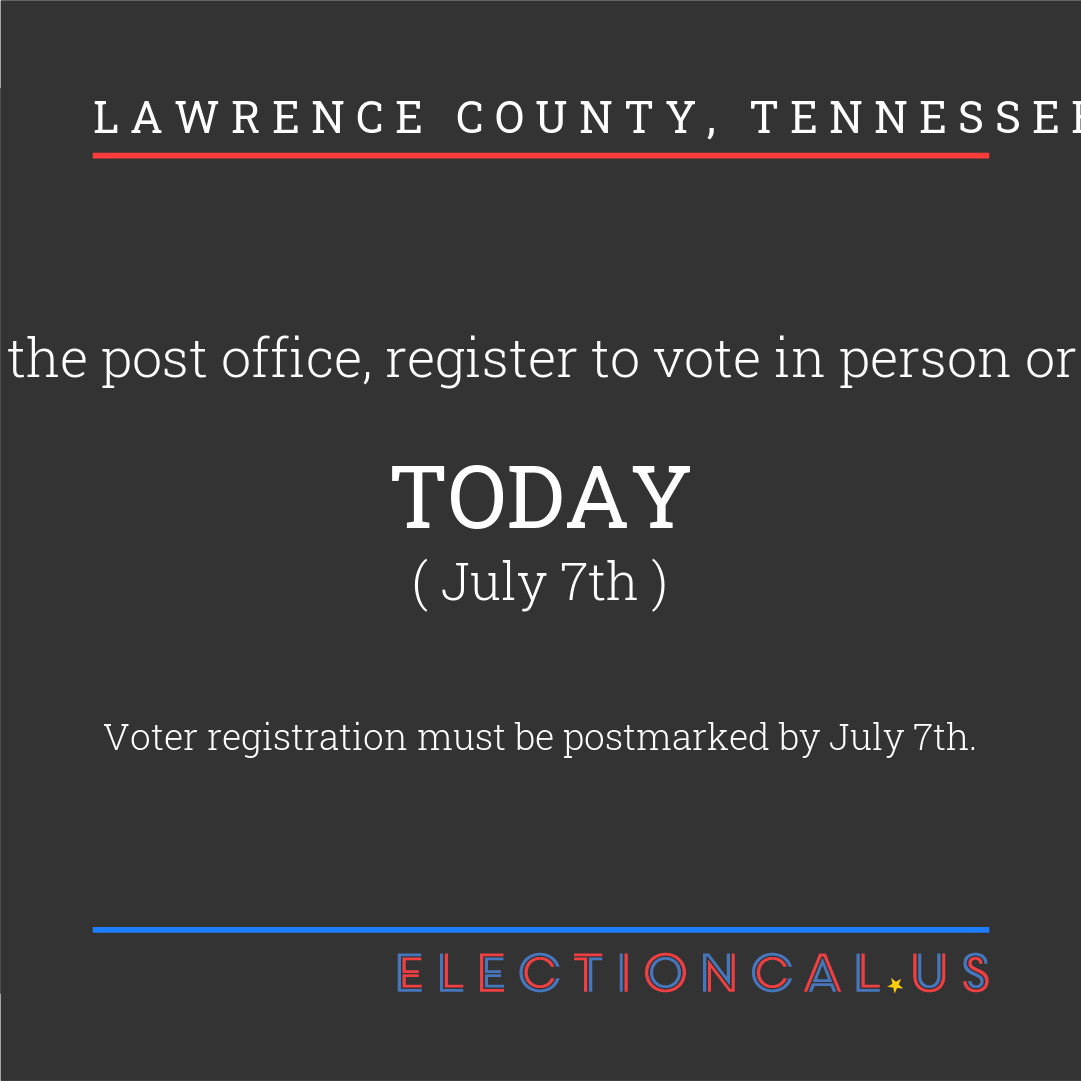 LAWRENCE COUNTY, TENNESSEE
the post office, register to vote in person or
TODAY
( July 7th )
Voter registration must be postmarked by July 7th.
ELECTIONCAL.US